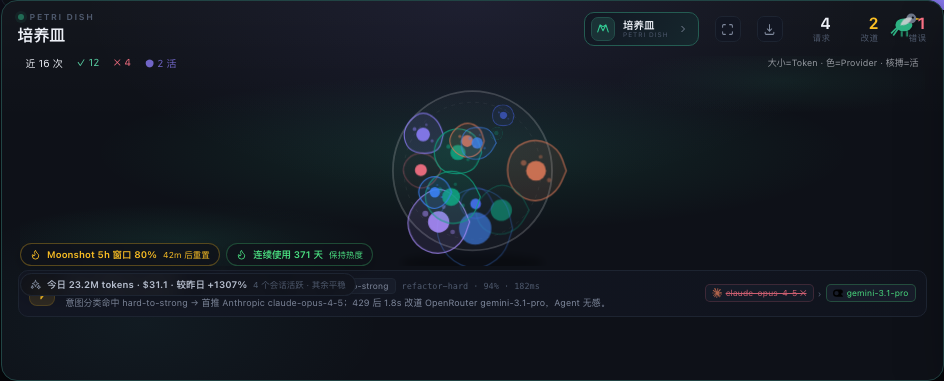 PETRI DISH
培养皿
培养皿
PETRI DISH
4
请求
2
改道
1
错误
近 16 次
✓ 12
× 4
2 活
大小=Token · 色=Provider · 核搏=活
Moonshot 5h 窗口 80% 42m 后重置
连续使用 371 天 保持热度
今日 23.2M tokens · $31.1 · 较昨日 +1307% 4 个会话活跃 · 其余平稳
o-strong
refactor-hard · 94% · 182ms
意图分类命中 hard-to-strong → 首推 Anthropic claude-opus-4-5；429 后 1.8s 改道 OpenRouter gemini-3.1-pro，Agent 无感。
claude-opus-4-5 ×
gemini-3.1-pro